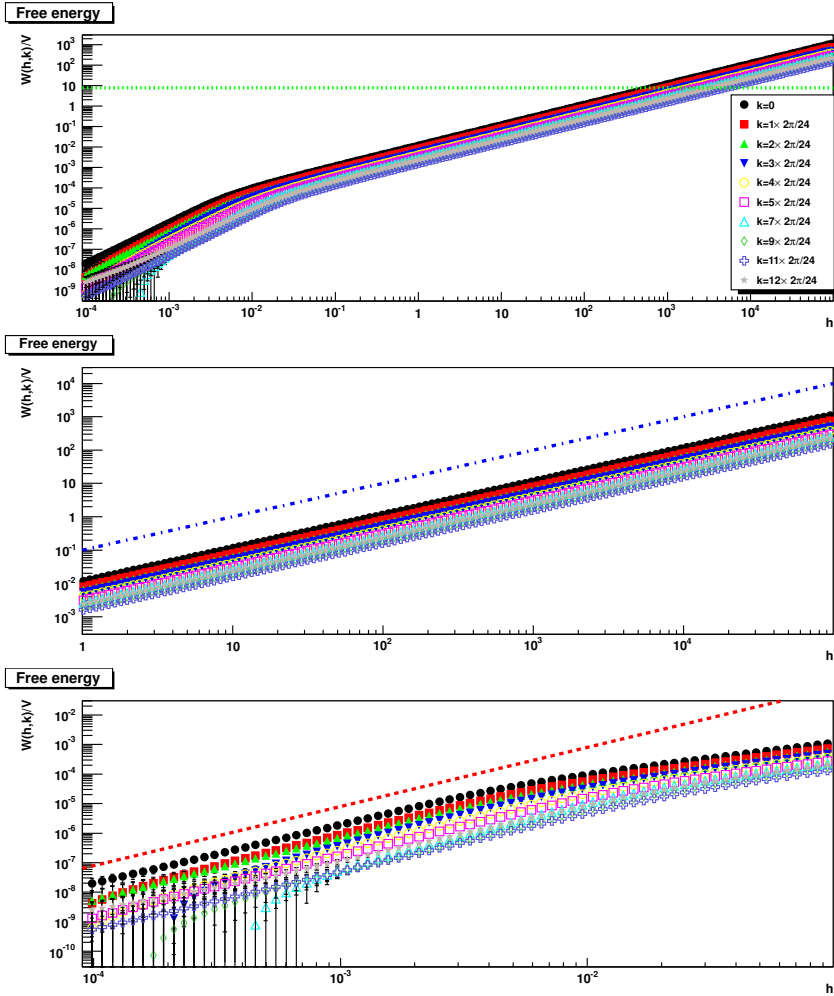 Free energy
W(h,k)/V
10³
10²
10
1
10⁻¹
10⁻²
10⁻³
10⁻⁴
10⁻⁵
10⁻⁶
10⁻⁷
10⁻⁸
10⁻⁹
k=0
k=1× 2π/24
k=2× 2π/24
k=3× 2π/24
k=4× 2π/24
k=5× 2π/24
k=7× 2π/24
k=9× 2π/24
k=11× 2π/24
k=12× 2π/24
10⁻⁴ 10⁻³ 10⁻² 10⁻¹ 1 10 10² 10³ 10⁴
h
Free energy
W(h,k)/V
10⁴
10³
10²
10
1
10⁻¹
10⁻²
10⁻³
1 10 10² 10³ 10⁴
h
Free energy
W(h,k)/V
10⁻²
10⁻³
10⁻⁴
10⁻⁵
10⁻⁶
10⁻⁷
10⁻⁸
10⁻⁹
10⁻¹⁰
10⁻⁴ 10⁻³ 10⁻²
h